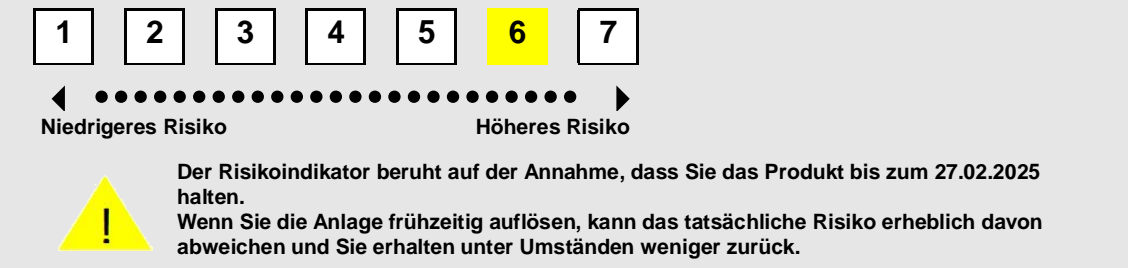 1 2 3 4 5 6 7
Niedrigeres Risiko Höheres Risiko
! Der Risikoindikator beruht auf der Annahme, dass Sie das Produkt bis zum 27.02.2025
halten.
Wenn Sie die Anlage frühzeitig auflösen, kann das tatsächliche Risiko erheblich davon
abweichen und Sie erhalten unter Umständen weniger zurück.